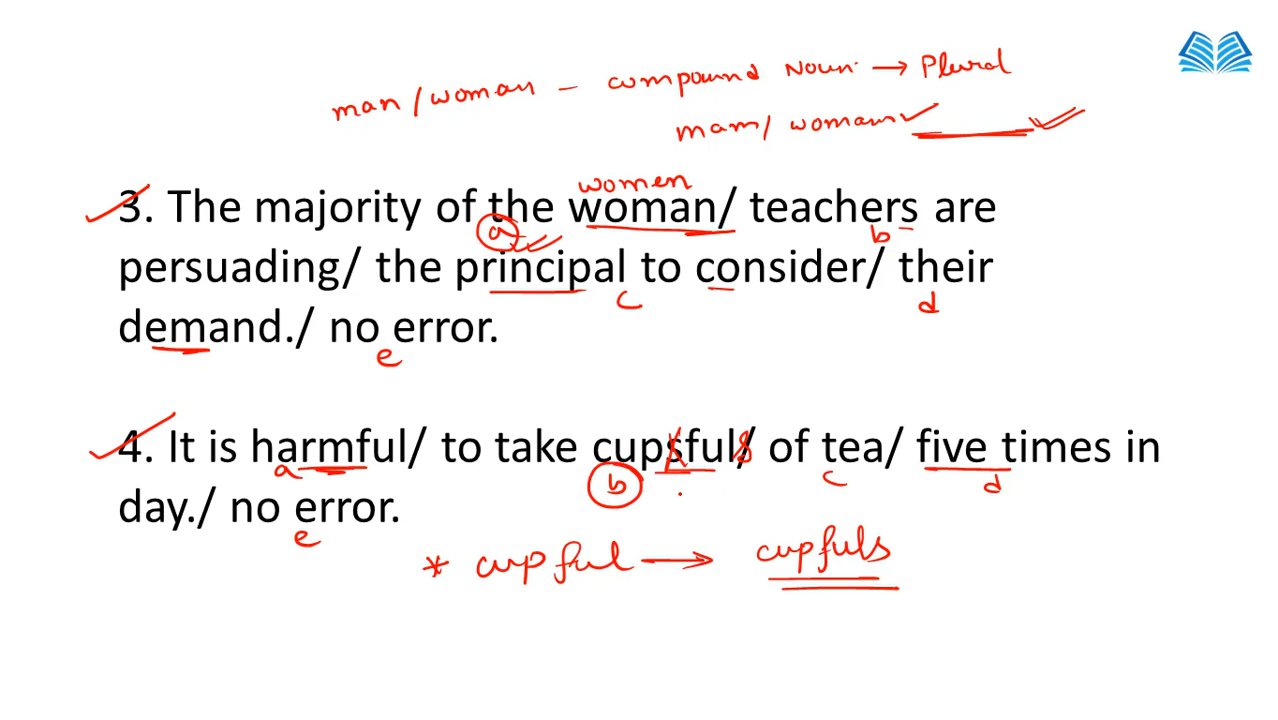 man/woman - compound Noun → Plural
mam/ womans
women
3. The majority of the woman/ teachers are
a b
persuading/ the principal to consider/ their
c d
demand./ no error.
e
4. It is harmful/ to take cupsful/s of tea/ five times in
a b c d
day./ no error.
e
* cupful → cupfuls